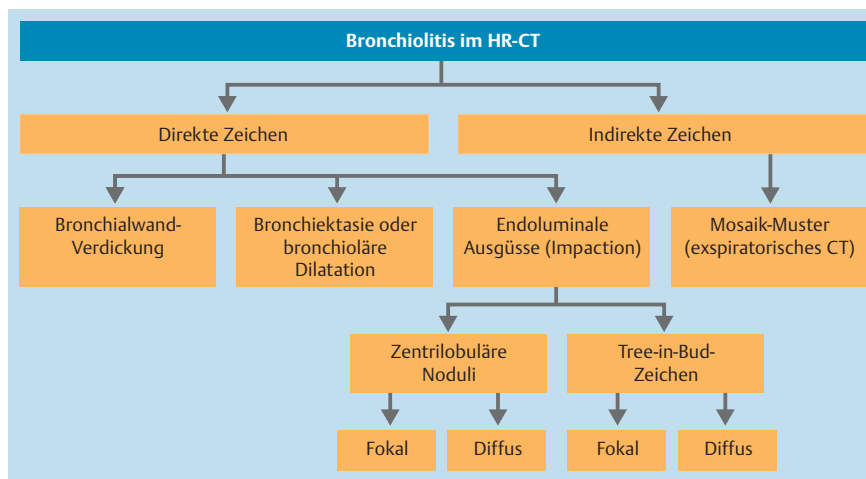 Bronchiolitis im HR-CT
Direkte Zeichen
Indirekte Zeichen
Bronchialwand-
Verdickung
Bronchiektasie oder
bronchioläre
Dilatation
Endoluminale
Ausgüsse (Impaction)
Mosaik-Muster
(exspiratorisches CT)
Zentrilobuläre
Noduli
Tree-in-Bud-
Zeichen
Fokal
Diffus
Fokal
Diffus